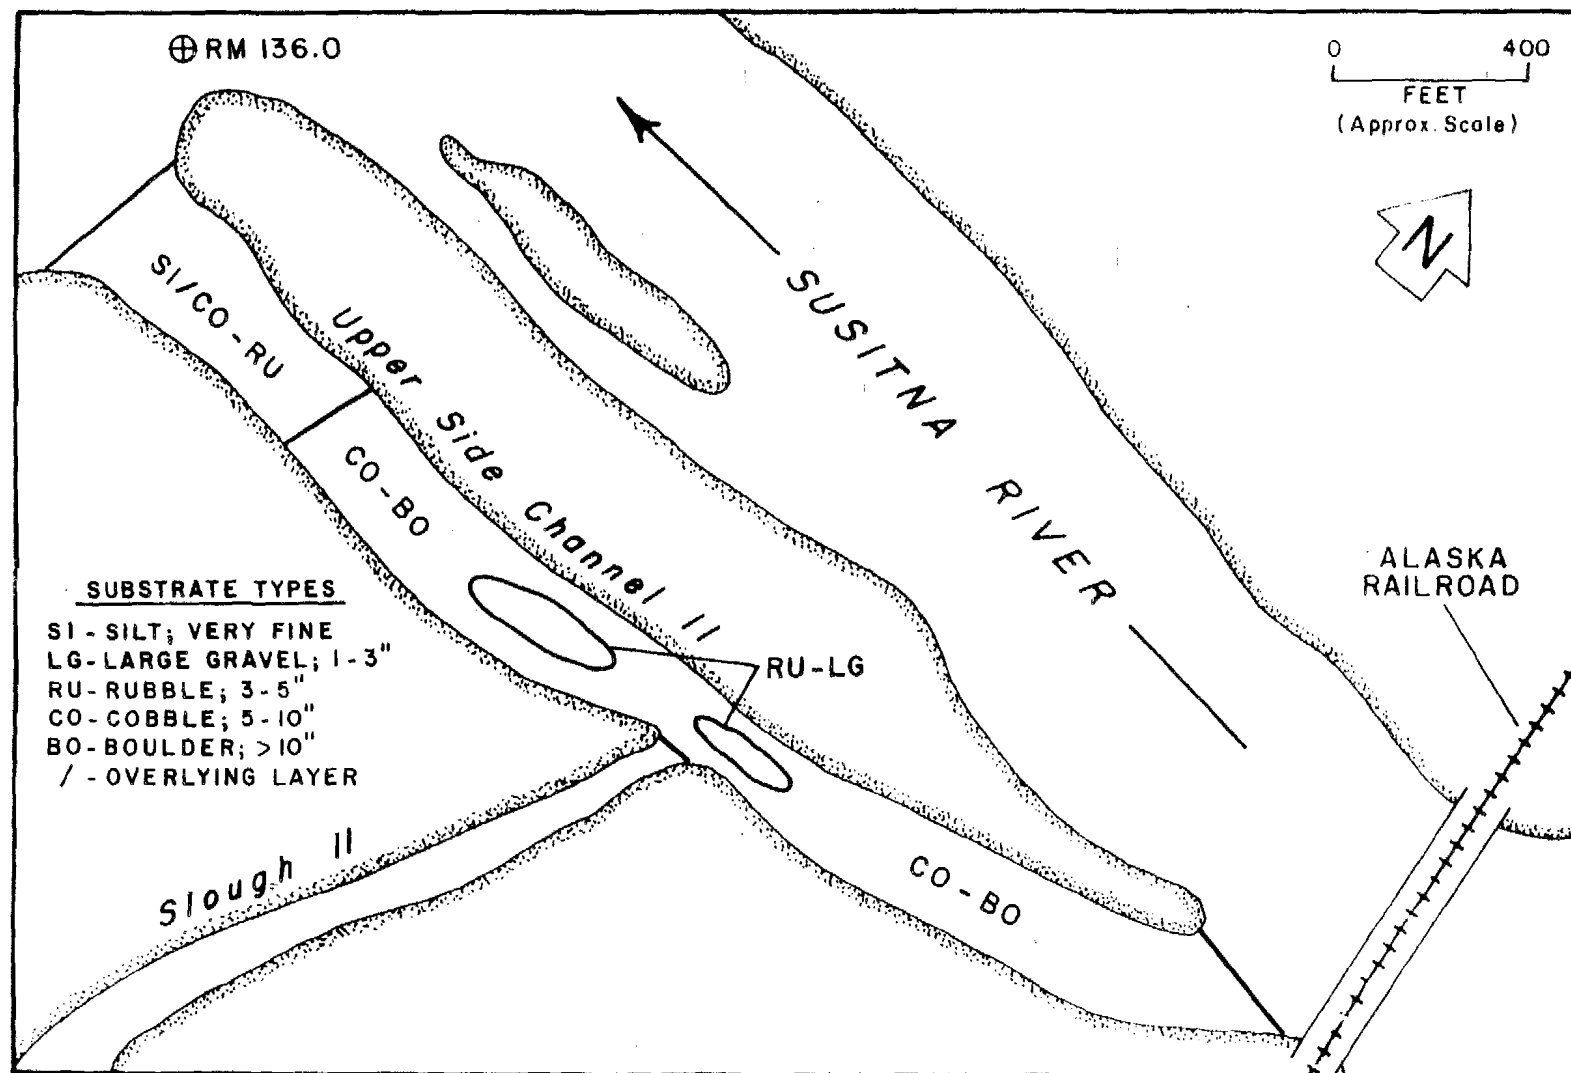 RM 136.0
0 400
FEET
(Approx. Scale)
N
SI/CO-RU
Upper Side Channel 11
SUSITNA RIVER
CO-BO
ALASKA
RAILROAD
SUBSTRATE TYPES
SI - SILT; VERY FINE
LG-LARGE GRAVEL; 1-3"
RU-RUBBLE; 3-5"
CO-COBBLE; 5-10"
BO-BOULDER; >10"
/ - OVERLYING LAYER
RU-LG
Slough 11
CO-BO